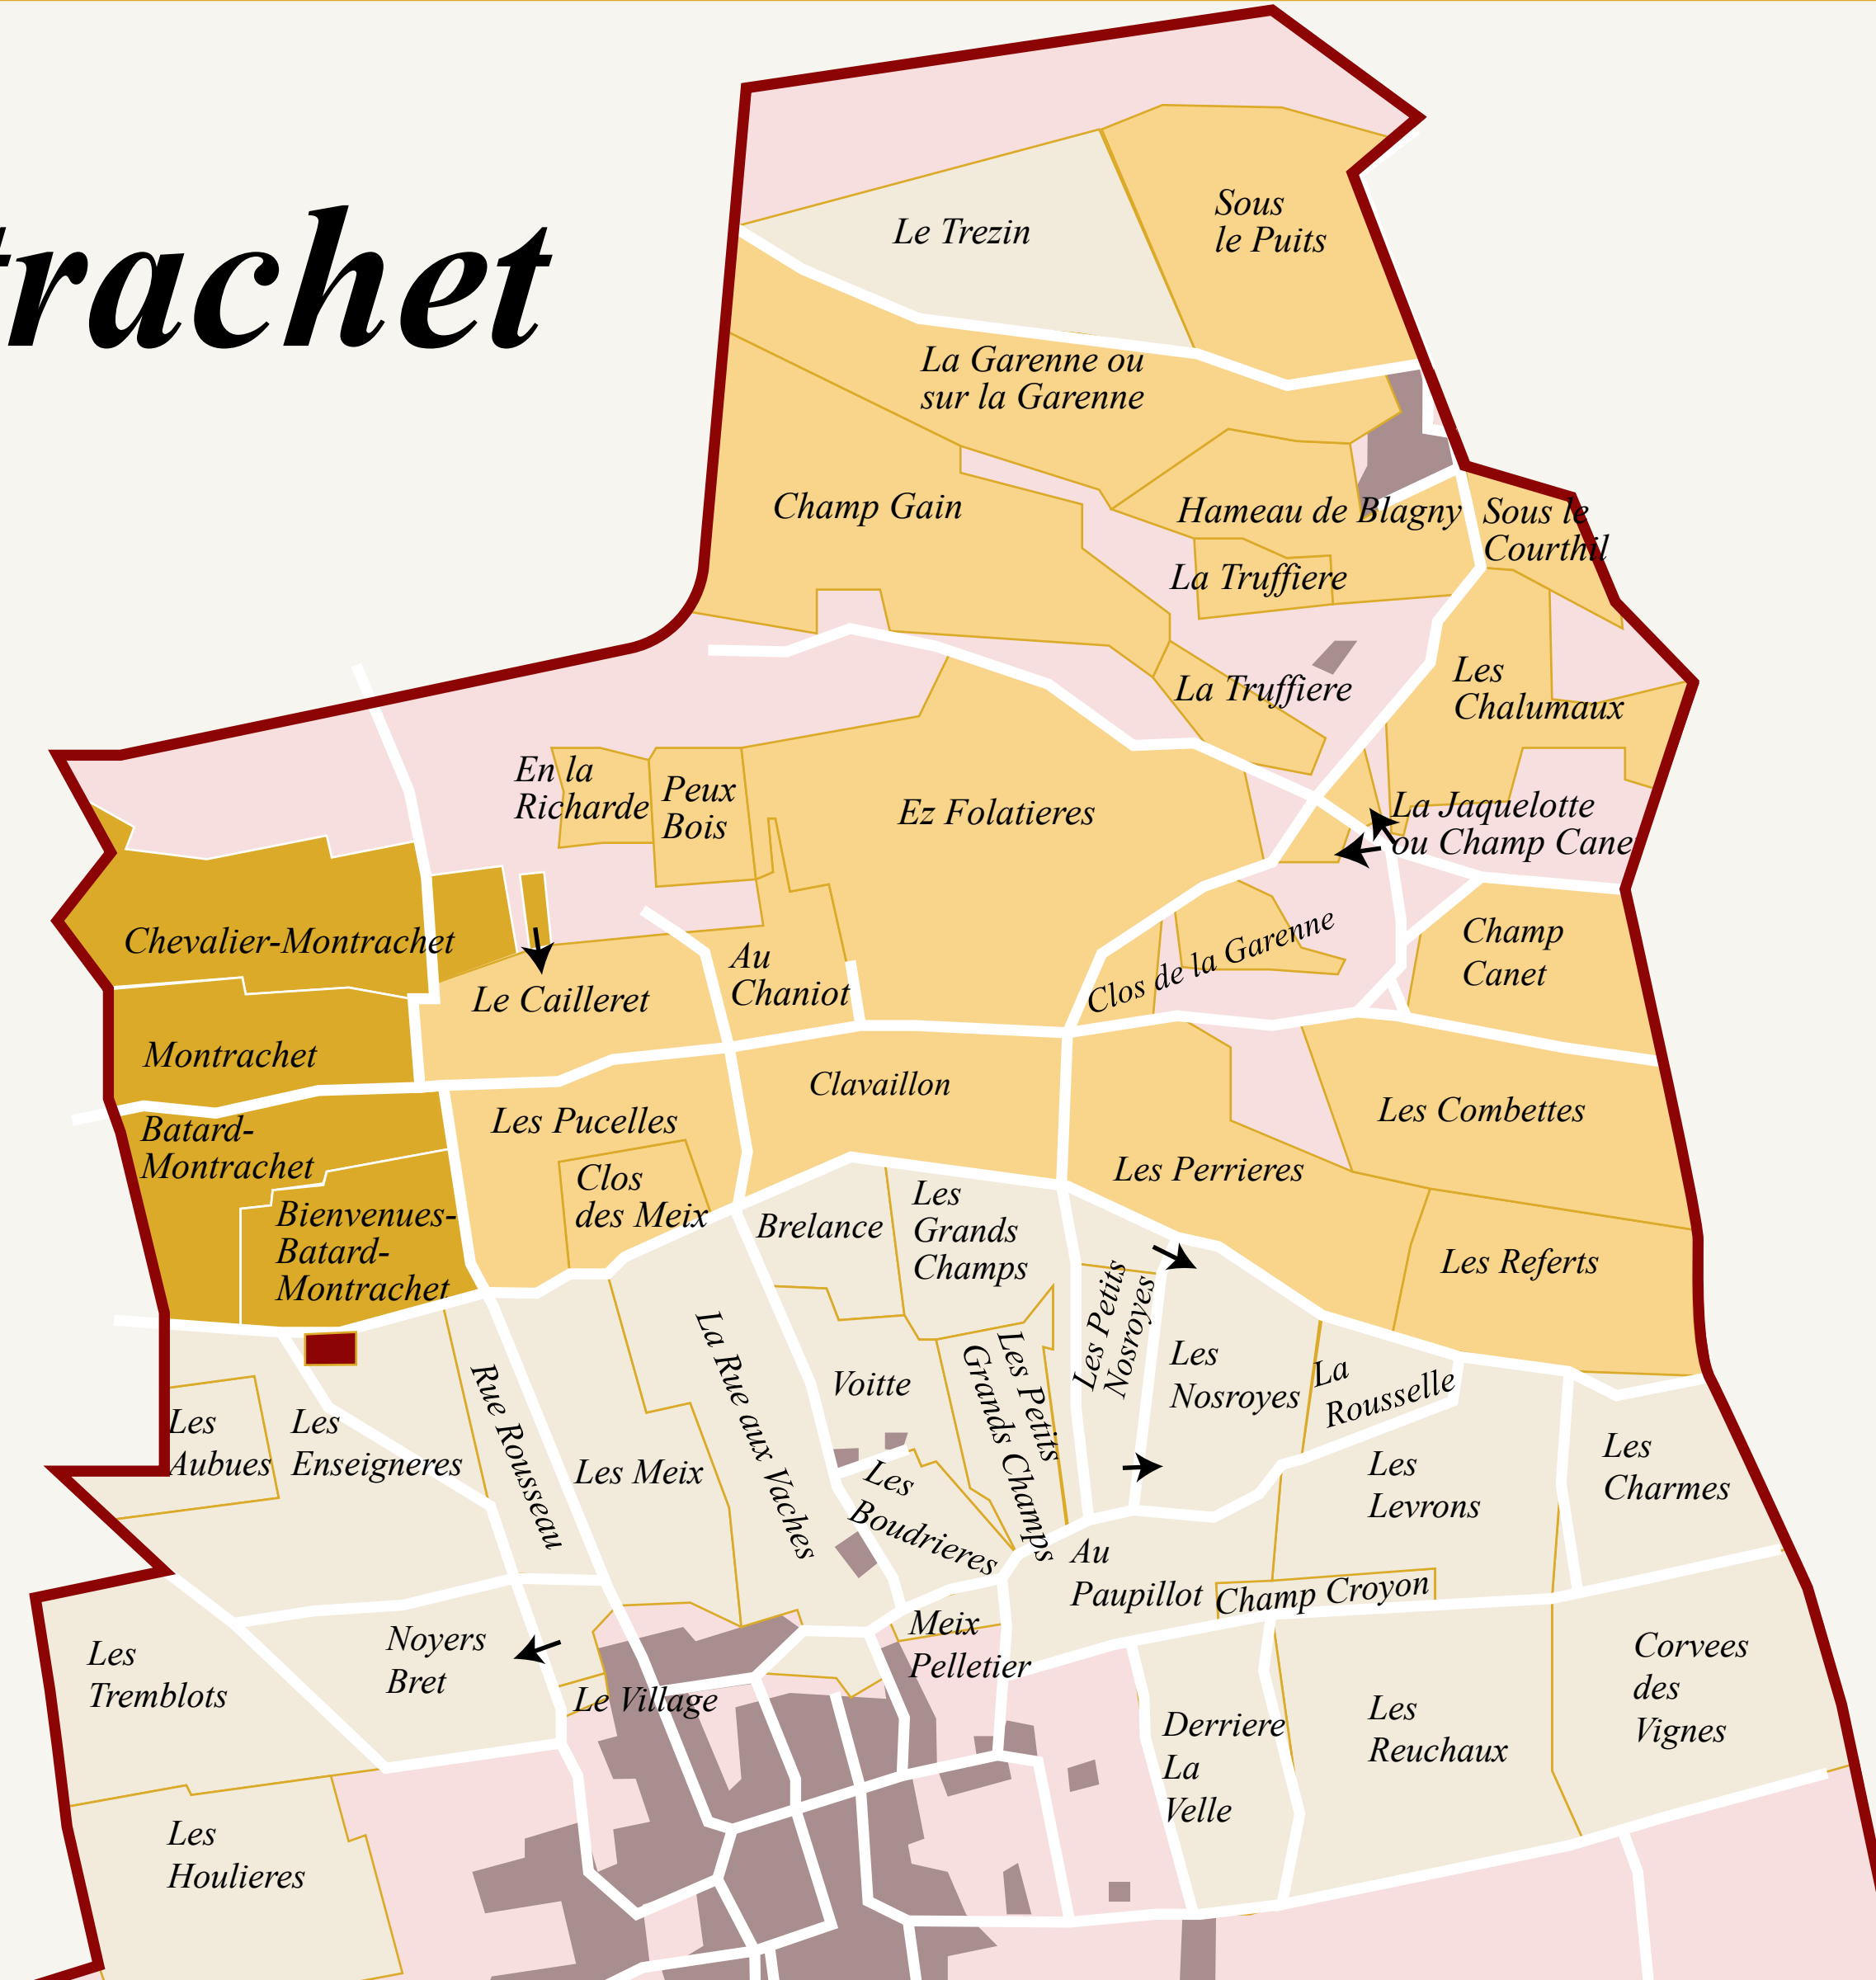 trachet
Sous
le Puits
Le Trezin
La Garenne ou
sur la Garenne
Champ Gain
Hameau de Blagny
Sous le
Courthil
La Truffiere
La Truffiere
Les
Chalumaux
En la
Richarde
Peux
Bois
Ez Folatieres
La Jaquelotte
ou Champ Cane
Chevalier-Montrachet
Le Cailleret
Au
Chaniot
Clos de la Garenne
Champ
Canet
Montrachet
Clavaillon
Les Combettes
Batard-
Montrachet
Les Pucelles
Les Perrieres
Clos
des Meix
Bienvenues-
Batard-
Montrachet
Brelance
Les
Grands
Champs
Les Referts
Les Petits
Nosroyes
Les
Nosroyes
La
Rousselle
Les
Aubues
Les
Enseigneres
Rue Rousseau
Les Meix
La Rue aux Vaches
Voitte
Les Petits
Grands Champs
Les
Boudrieres
Les
Levrons
Les
Charmes
Au
Paupillot
Champ Croyon
Les
Tremblots
Noyers
Bret
Le Village
Meix
Pelletier
Derriere
La
Velle
Les
Reuchaux
Corvees
des
Vignes
Les
Houlieres